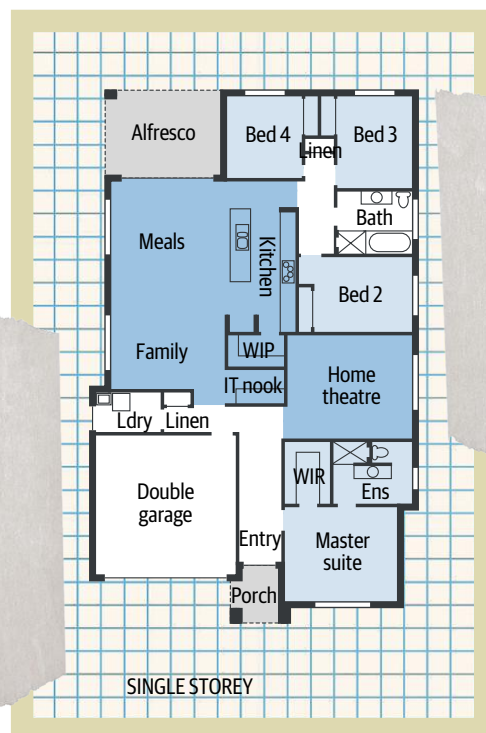 Alfresco
Bed 4
Bed 3
Linen
Bath
Meals
Kitchen
Bed 2
Family
WIP
IT nook
Home
theatre
Ldry
Linen
WIR
Ens
Double
garage
Entry
Master
suite
Porch
SINGLE STOREY